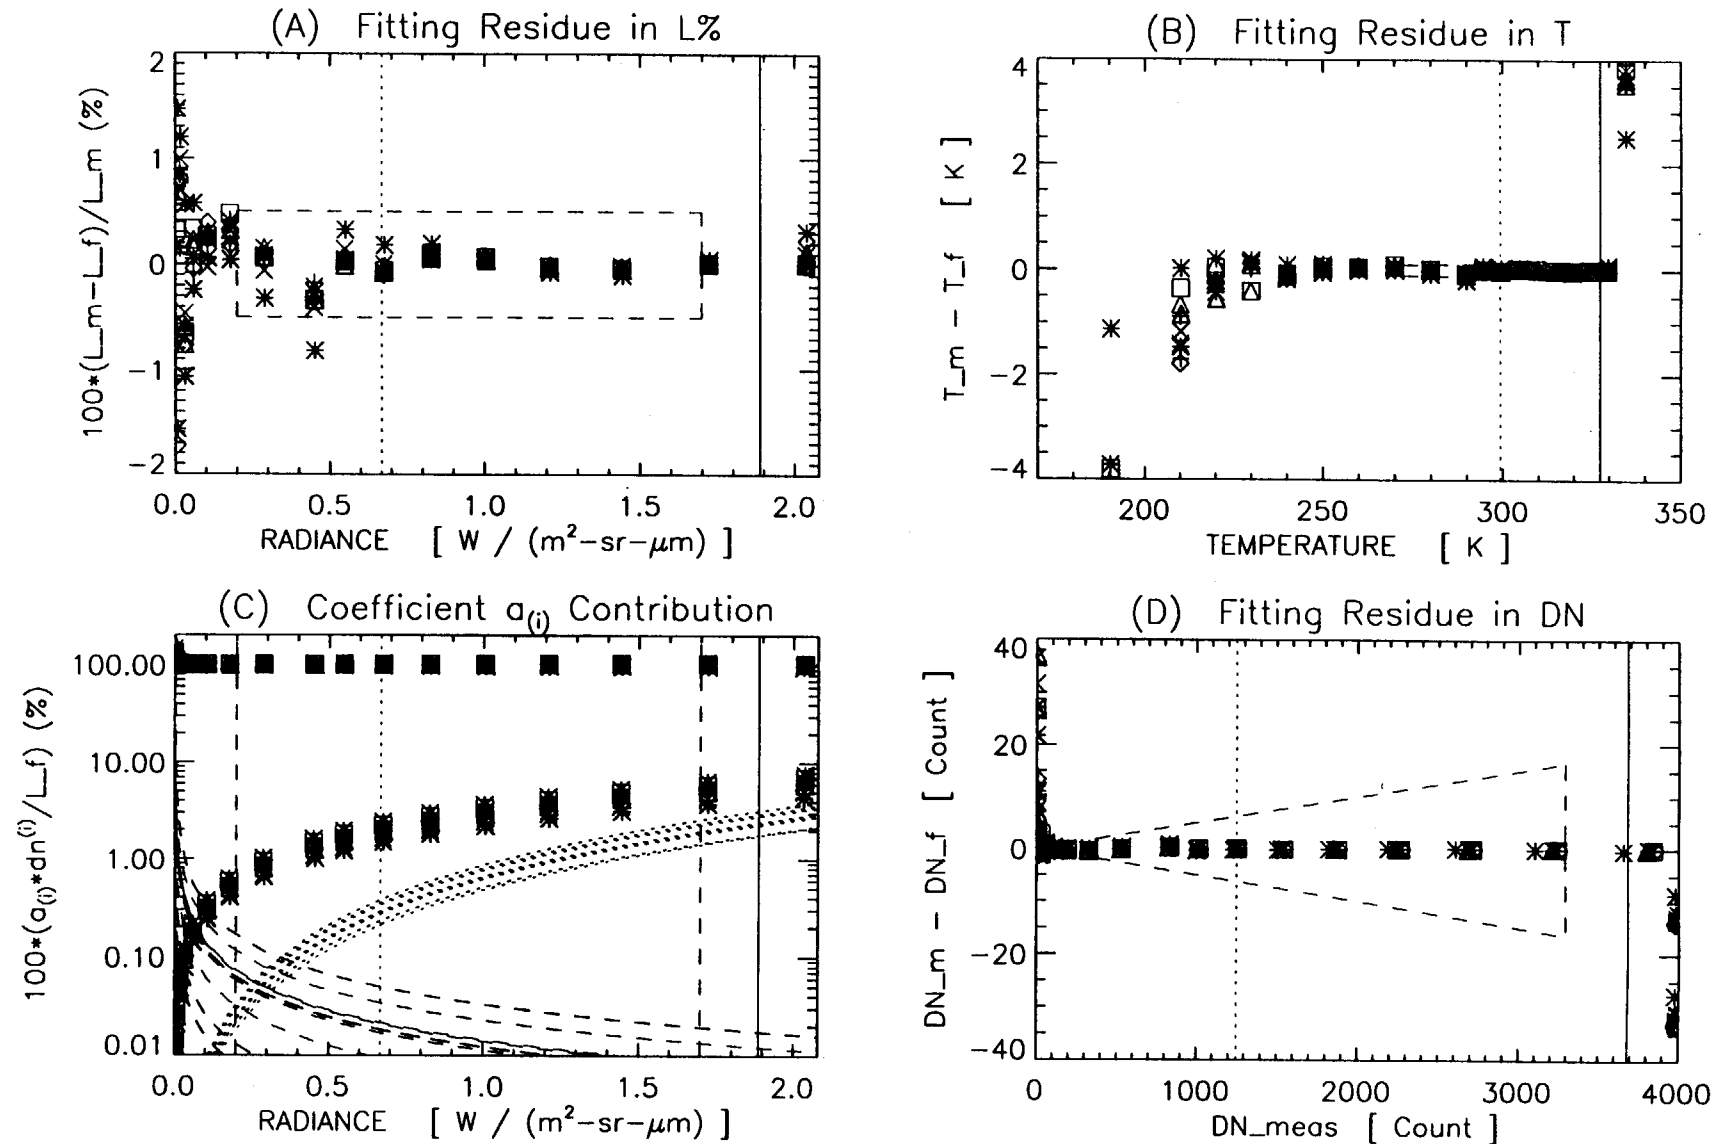 (A) Fitting Residue in L%
100*(L_m−L_f)/L_m (%)
2
1
0
−1
−2
0.0 0.5 1.0 1.5 2.0
RADIANCE [ W / (m²−sr−μm) ]
(B) Fitting Residue in T
T_m − T_f [ K ]
4
2
0
−2
−4
200 250 300 350
TEMPERATURE [ K ]
(C) Coefficient a(i) Contribution
100*(a(i)*dn(i)/L_f) (%)
100.00
10.00
1.00
0.10
0.01
0.0 0.5 1.0 1.5 2.0
RADIANCE [ W / (m²−sr−μm) ]
(D) Fitting Residue in DN
DN_m − DN_f [ Count ]
40
20
0
−20
−40
0 1000 2000 3000 4000
DN_meas [ Count ]